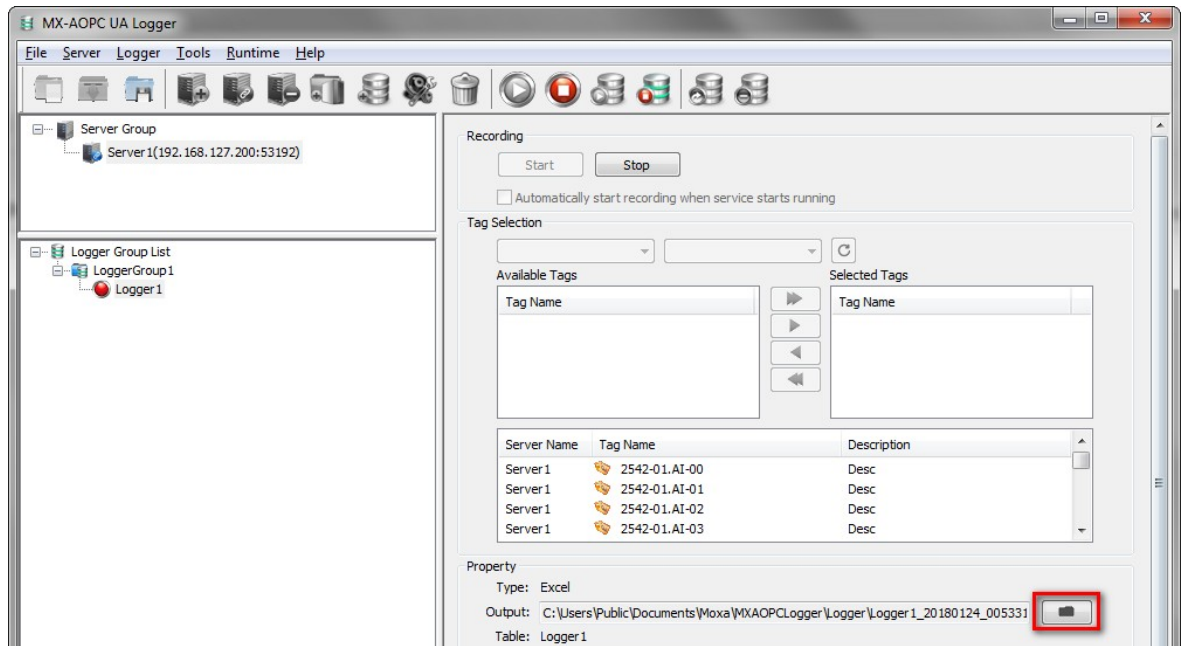 MX-AOPC UA Logger
File Server Logger Tools Runtime Help
Server Group
Server1(192.168.127.200:53192)
Logger Group List
LoggerGroup1
Logger1
Recording
Start Stop
Automatically start recording when service starts running
Tag Selection
Available Tags Selected Tags
Tag Name Tag Name
Server Name Tag Name Description
Server1 2542-01.AI-00 Desc
Server1 2542-01.AI-01 Desc
Server1 2542-01.AI-02 Desc
Server1 2542-01.AI-03 Desc
Property
Type: Excel
Output: C:\Users\Public\Documents\Moxa\MXAOPCLogger\Logger\Logger1_20180124_005331
Table: Logger1